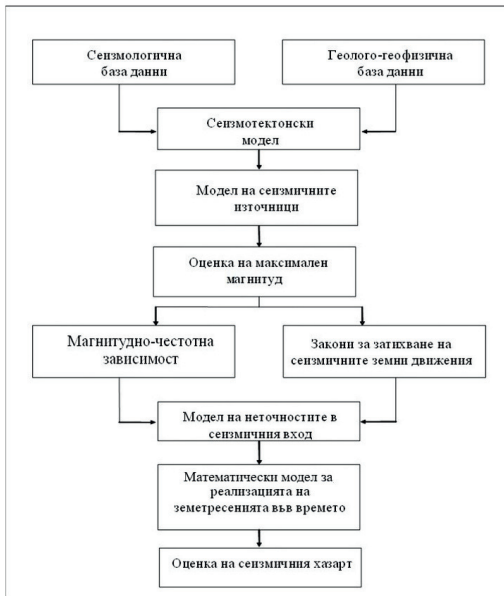 Сеизмологична
база данни
Геолого-геофизична
база данни
Сеизмотектонски
модел
Модел на сеизмичните
източници
Оценка на максимален
магнитуд
Магнитудно-честотна
зависимост
Закони за затихване на
сеизмичните земни движения
Модел на неточностите в
сеизмичния вход
Математически модел за
реализацията на
земетресенията във времето
Оценка на сеизмичния хазарт